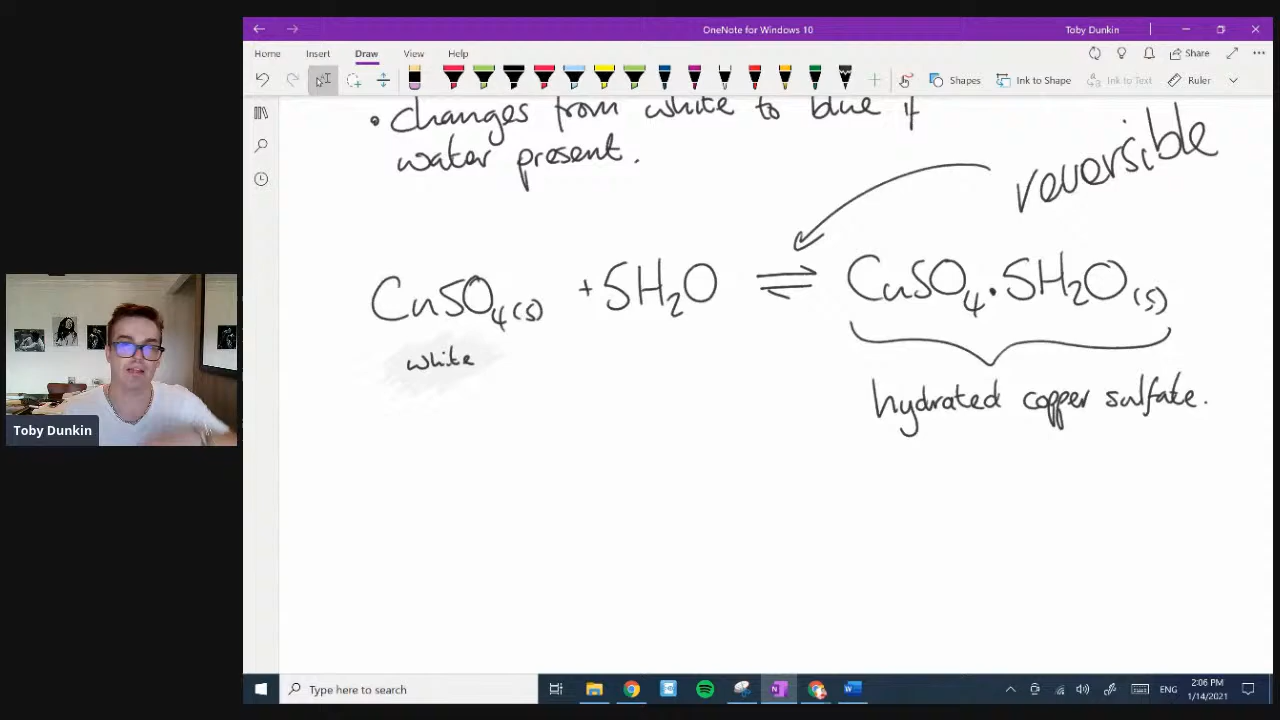 OneNote for Windows 10
Toby Dunkin
Home Insert Draw View Help
Share
Shapes
Ink to Shape
Ink to Text
Ruler
• changes from white to blue if
water present.
reversible
CuSO4(s) + 5H2O ⇌ CuSO4.5H2O(s)
white
hydrated copper sulfate.
Toby Dunkin
Type here to search
ENG
2:06 PM
1/14/2021